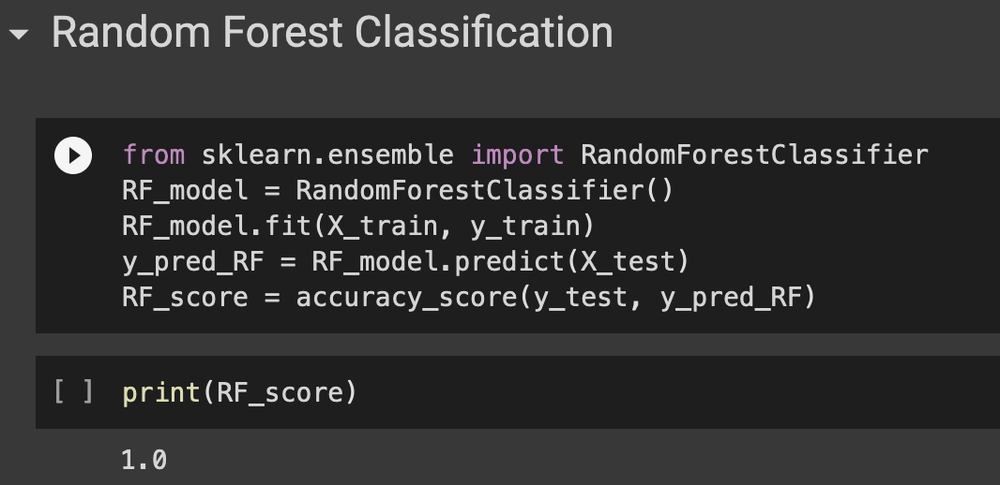 Random Forest Classification
from sklearn.ensemble import RandomForestClassifier
RF_model = RandomForestClassifier()
RF_model.fit(X_train, y_train)
y_pred_RF = RF_model.predict(X_test)
RF_score = accuracy_score(y_test, y_pred_RF)
[ ] print(RF_score)
1.0